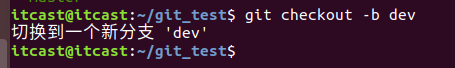 itcast@itcast:~/git_test$ git checkout -b dev
切换到一个新分支 'dev'
itcast@itcast:~/git_test$